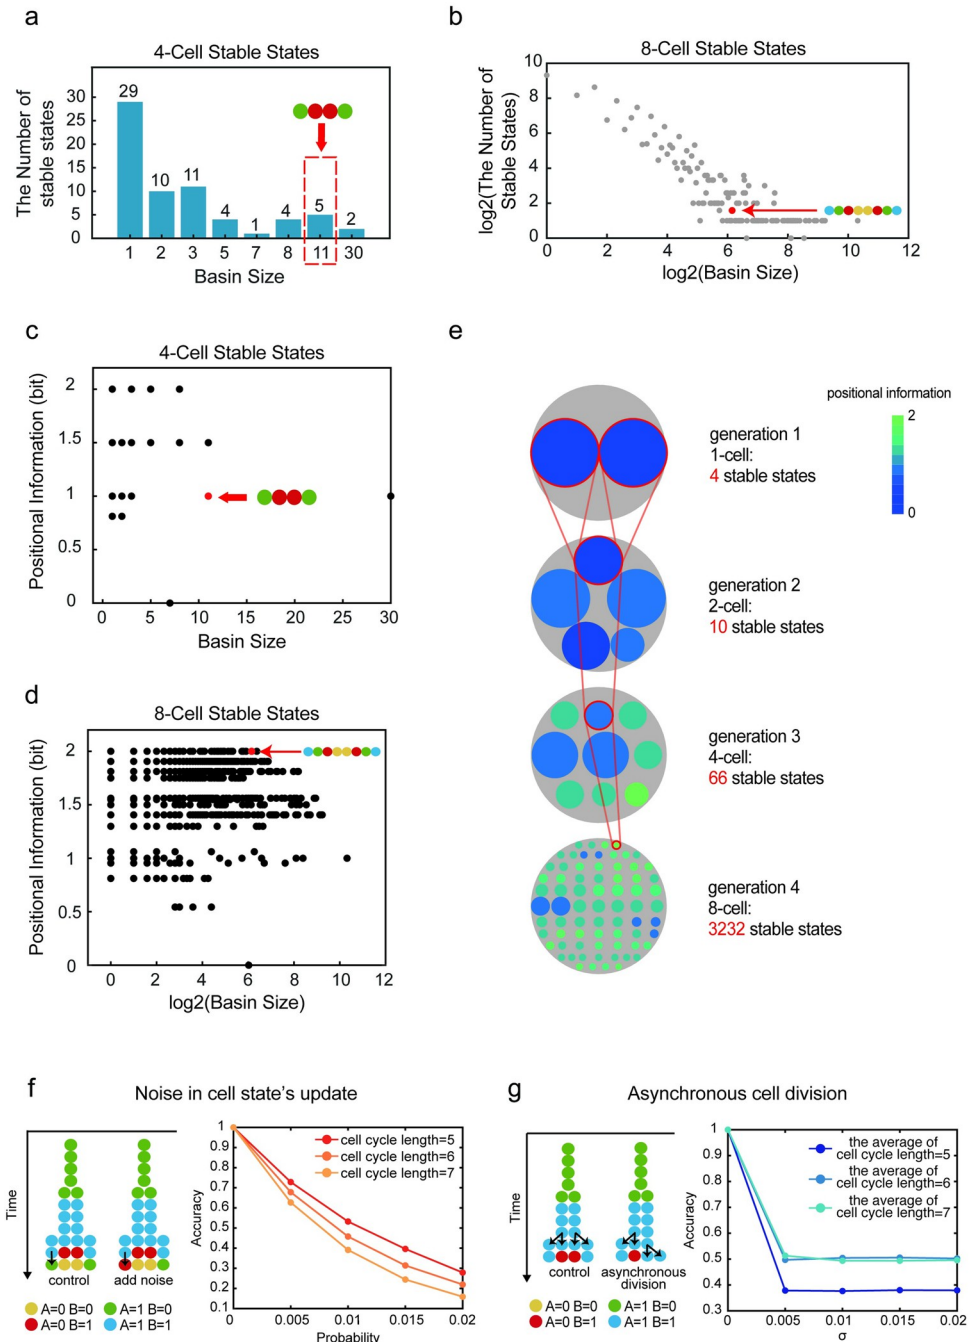 a
4-Cell Stable States
The Number of
stable states
30
25
20
15
10
5
0
29
10
11
4
1
4
5
2
1
2
3
5
7
8
11
30
Basin Size
b
8-Cell Stable States
log2(The Number of
Stable States)
10
8
6
4
2
0
0
2
4
6
8
10
12
log2(Basin Size)
c
4-Cell Stable States
Positional Information (bit)
2
1.5
1
0.5
0
0
5
10
15
20
25
30
Basin Size
d
8-Cell Stable States
Positional Information (bit)
2
1.5
1
0.5
0
0
2
4
6
8
10
12
log2(Basin Size)
e
positional information
2
0
generation 1
1-cell:
4 stable states
generation 2
2-cell:
10 stable states
generation 3
4-cell:
66 stable states
generation 4
8-cell:
3232 stable states
f
Noise in cell state's update
Time
control
add noise
A=0 B=0
A=1 B=0
A=0 B=1
A=1 B=1
Accuracy
1
0.9
0.8
0.7
0.6
0.5
0.4
0.3
0.2
0.1
cell cycle length=5
cell cycle length=6
cell cycle length=7
0
0.005
0.01
0.015
0.02
Probability
g
Asynchronous cell division
Time
control
asynchronous
division
A=0 B=0
A=1 B=0
A=0 B=1
A=1 B=1
Accuracy
1
0.9
0.8
0.7
0.6
0.5
0.4
0.3
the average of
cell cycle length=5
the average of
cell cycle length=6
the average of
cell cycle length=7
0
0.005
0.01
0.015
0.02
σ